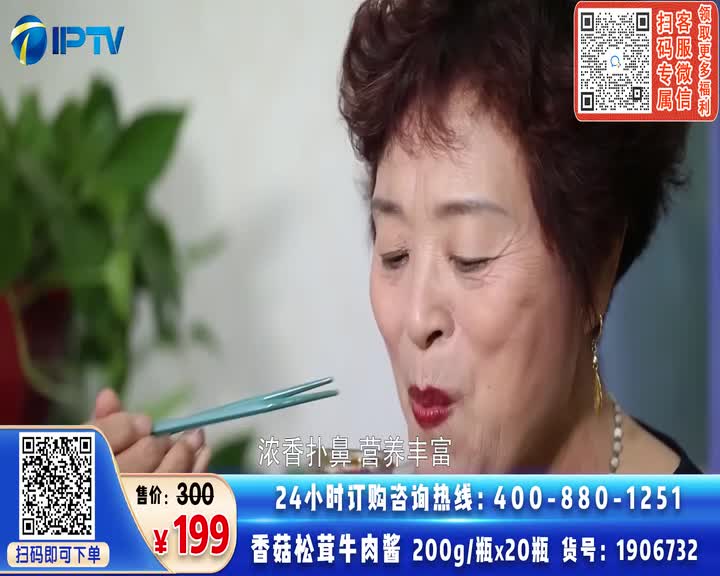 IPTV
领取更多福利
客服微信
扫码专属
浓香扑鼻 营养丰富
扫码即可下单
售价: 300
¥199
24小时订购咨询热线: 400-880-1251
香菇松茸牛肉酱 200g/瓶x20瓶 货号: 1906732